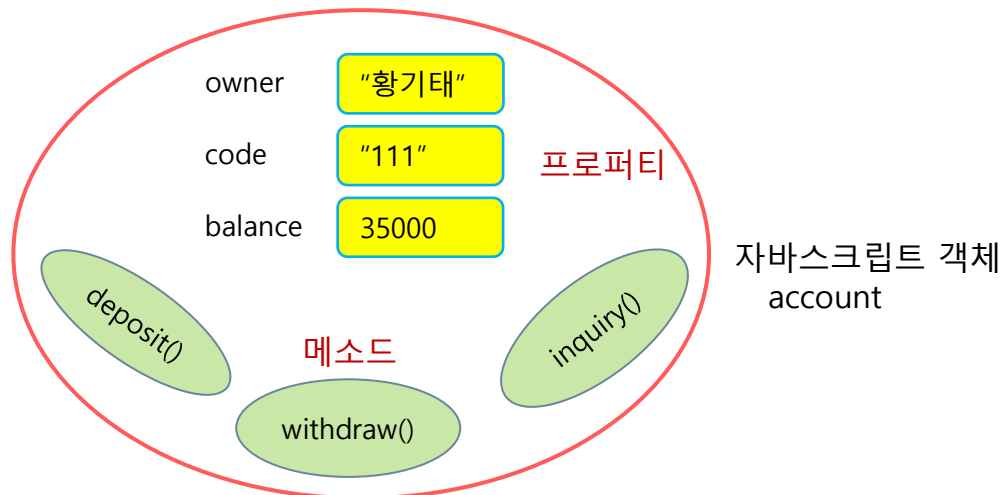 owner
"황기태"
code
"111"
프로퍼티
balance
35000
자바스크립트 객체
account
deposit()
inquiry()
메소드
withdraw()